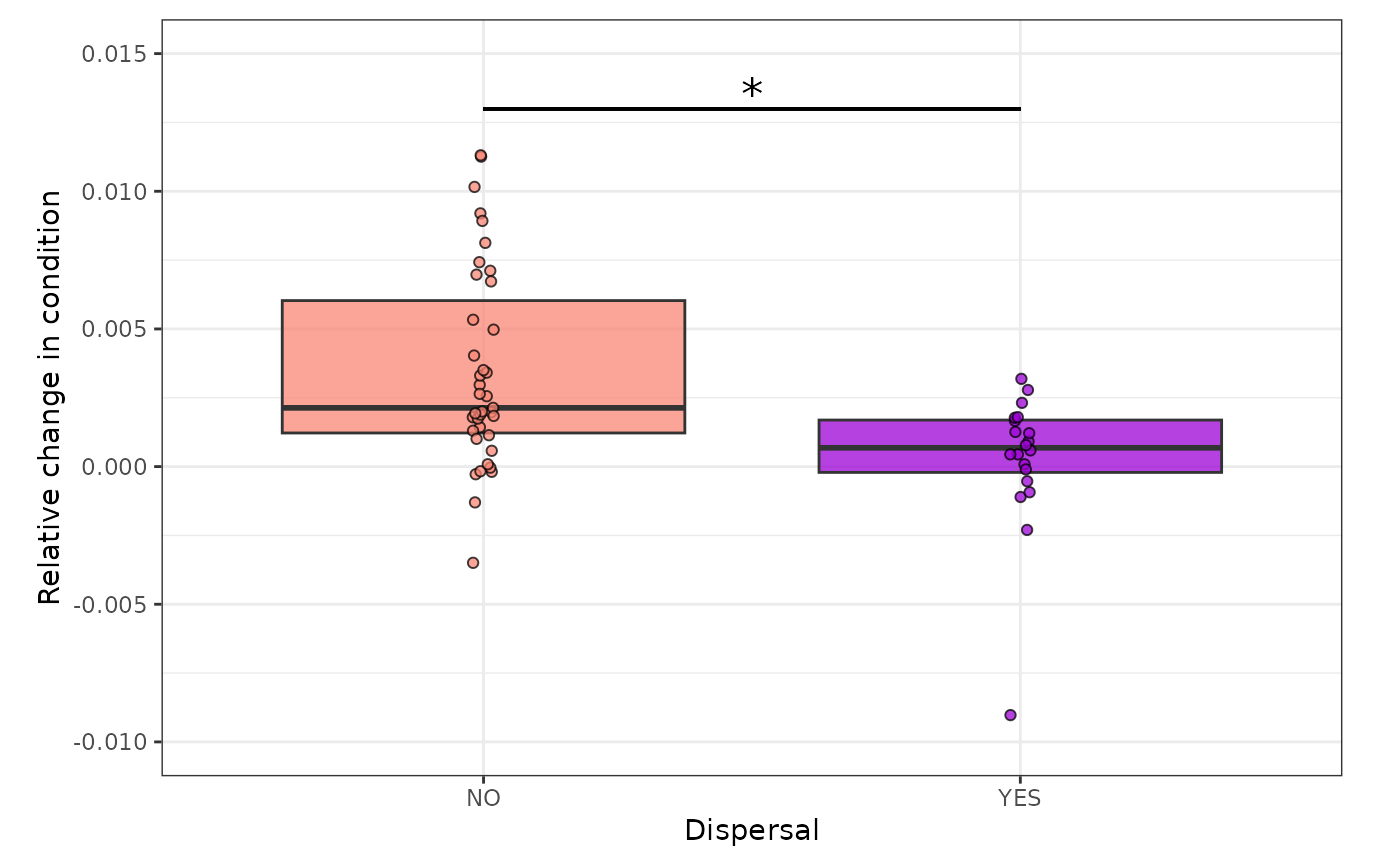 Relative change in condition
0.015
0.010
0.005
0.000
-0.005
-0.010
*
NO YES
Dispersal